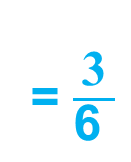 = 3/6